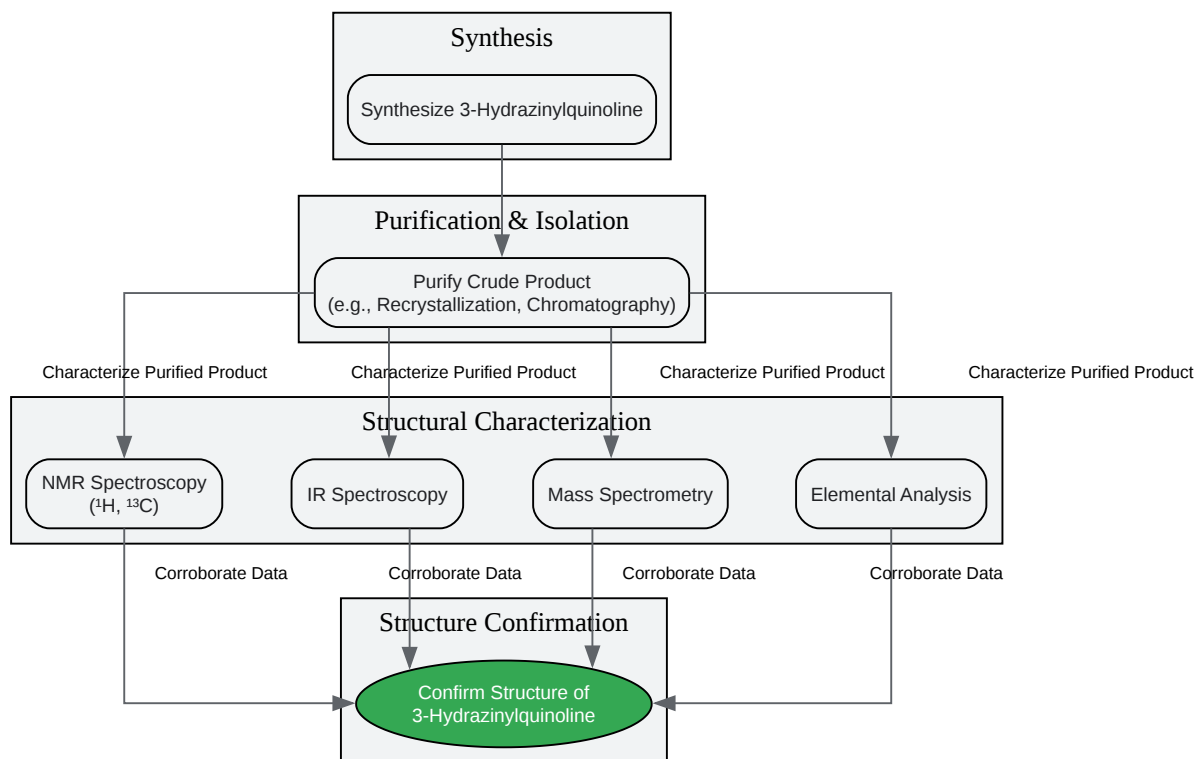 Synthesis
Synthesize 3-Hydrazinylquinoline
Purification & Isolation
Purify Crude Product
(e.g., Recrystallization, Chromatography)
Characterize Purified Product
Characterize Purified Product
Characterize Purified Product
Characterize Purified Product
Structural Characterization
NMR Spectroscopy
(¹H, ¹³C)
IR Spectroscopy
Mass Spectrometry
Elemental Analysis
Corroborate Data
Corroborate Data
Corroborate Data
Corroborate Data
Structure Confirmation
Confirm Structure of
3-Hydrazinylquinoline